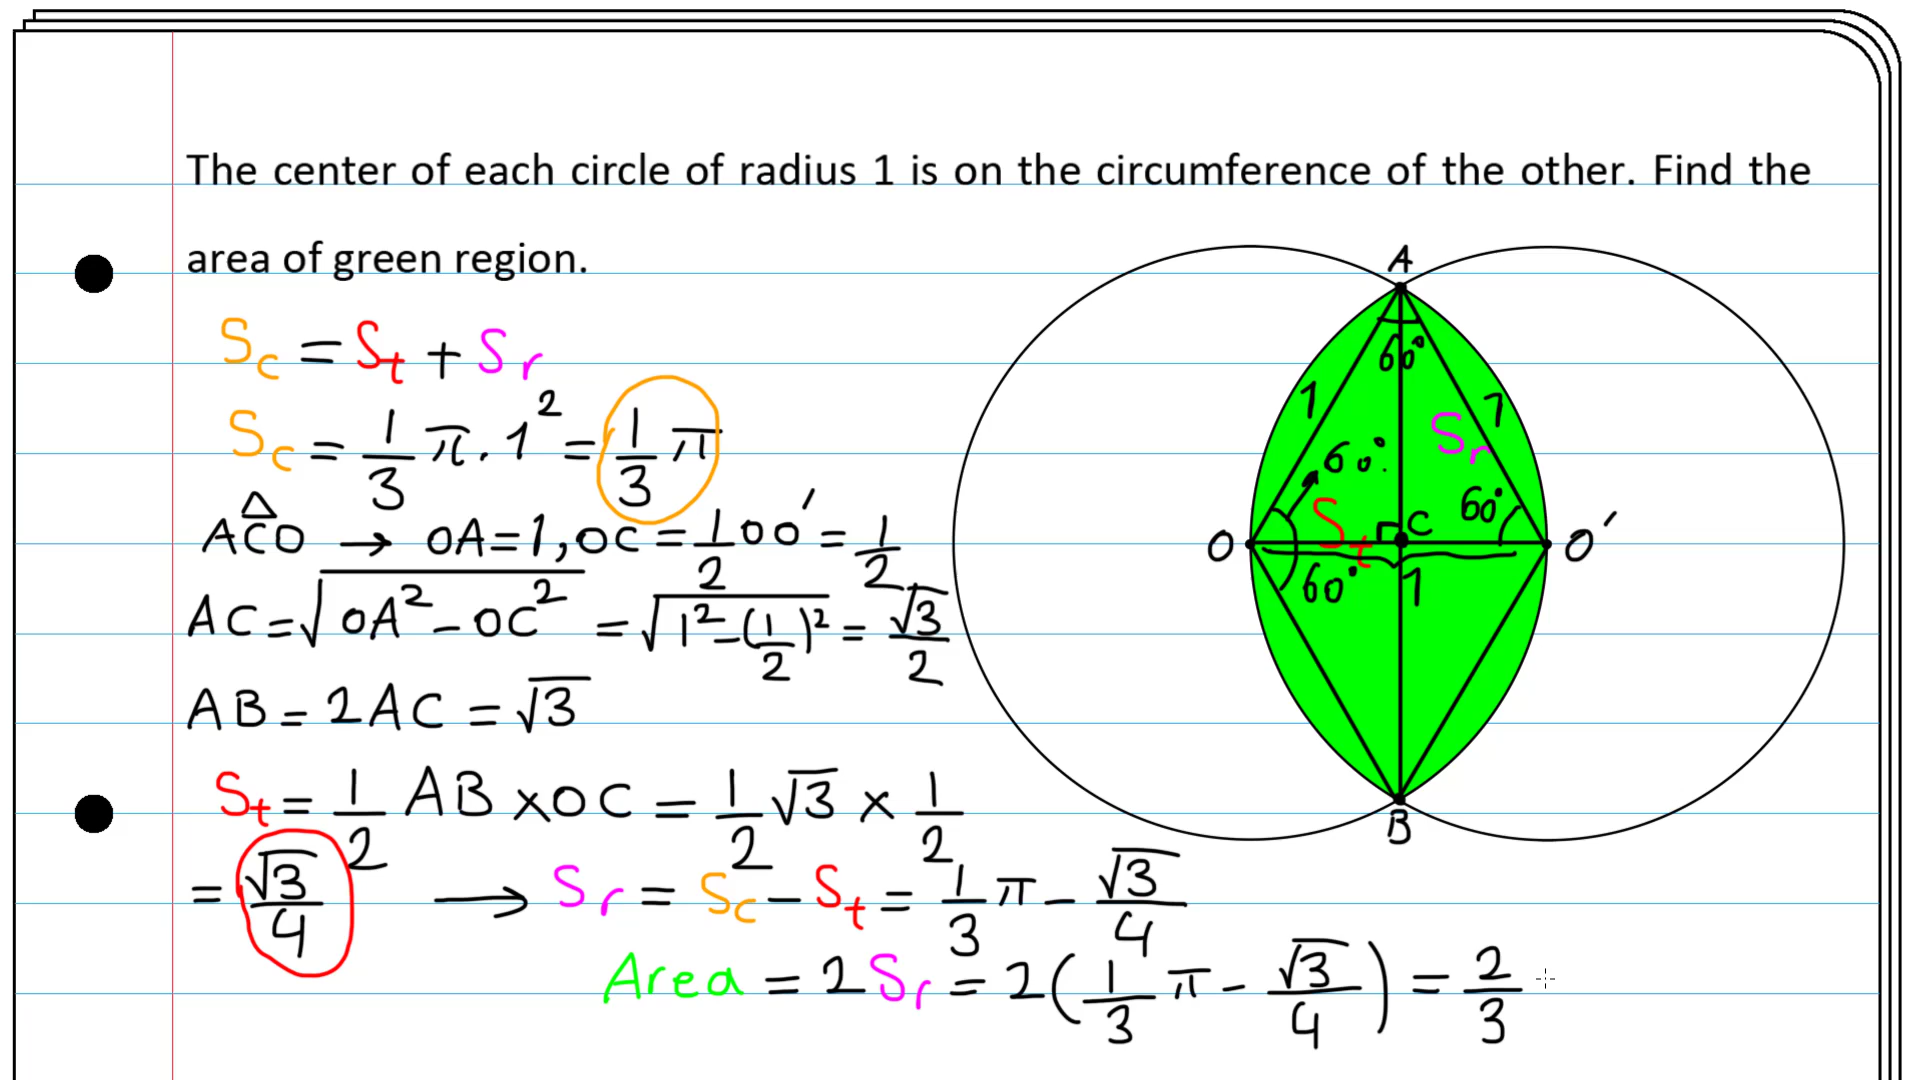 The center of each circle of radius 1 is on the circumference of the other. Find the
area of green region.
Sc = St + Sr
Sc = 1/3 π . 1² = 1/3 π
AĈO → OA=1, OC = 1/2 OO' = 1/2
AC = √(OA² - OC²) = √(1² - (1/2)²) = √3/2
AB = 2AC = √3
St = 1/2 AB × OC = 1/2 √3 × 1/2
= √3/4 → Sr = Sc - St = 1/3 π - √3/4
Area = 2Sr = 2(1/3 π - √3/4) = 2/3
A
60°
1
1
Sr
60°
60°
St
C
O
O'
60°
1
B